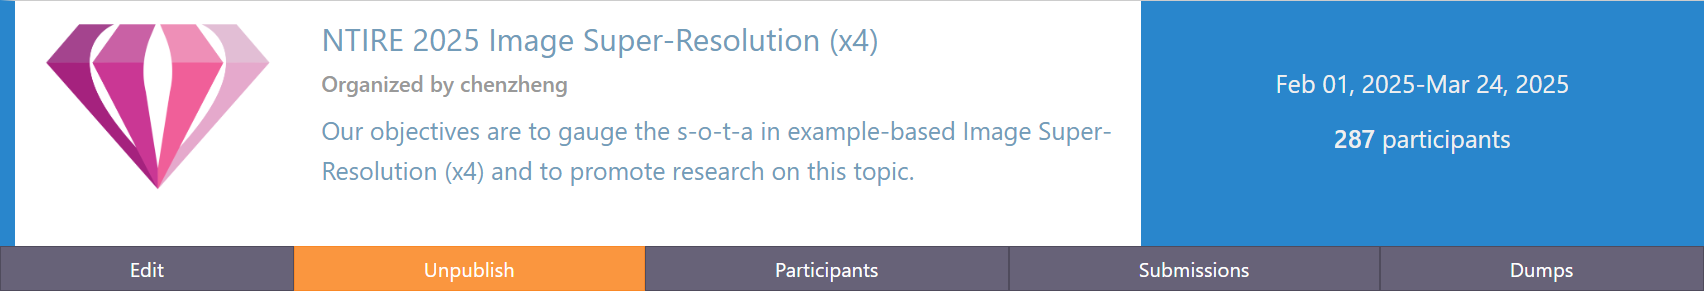 NTIRE 2025 Image Super-Resolution (x4)
Organized by chenzheng
Our objectives are to gauge the s-o-t-a in example-based Image Super-
Resolution (x4) and to promote research on this topic.
Feb 01, 2025-Mar 24, 2025
287 participants
Edit
Unpublish
Participants
Submissions
Dumps